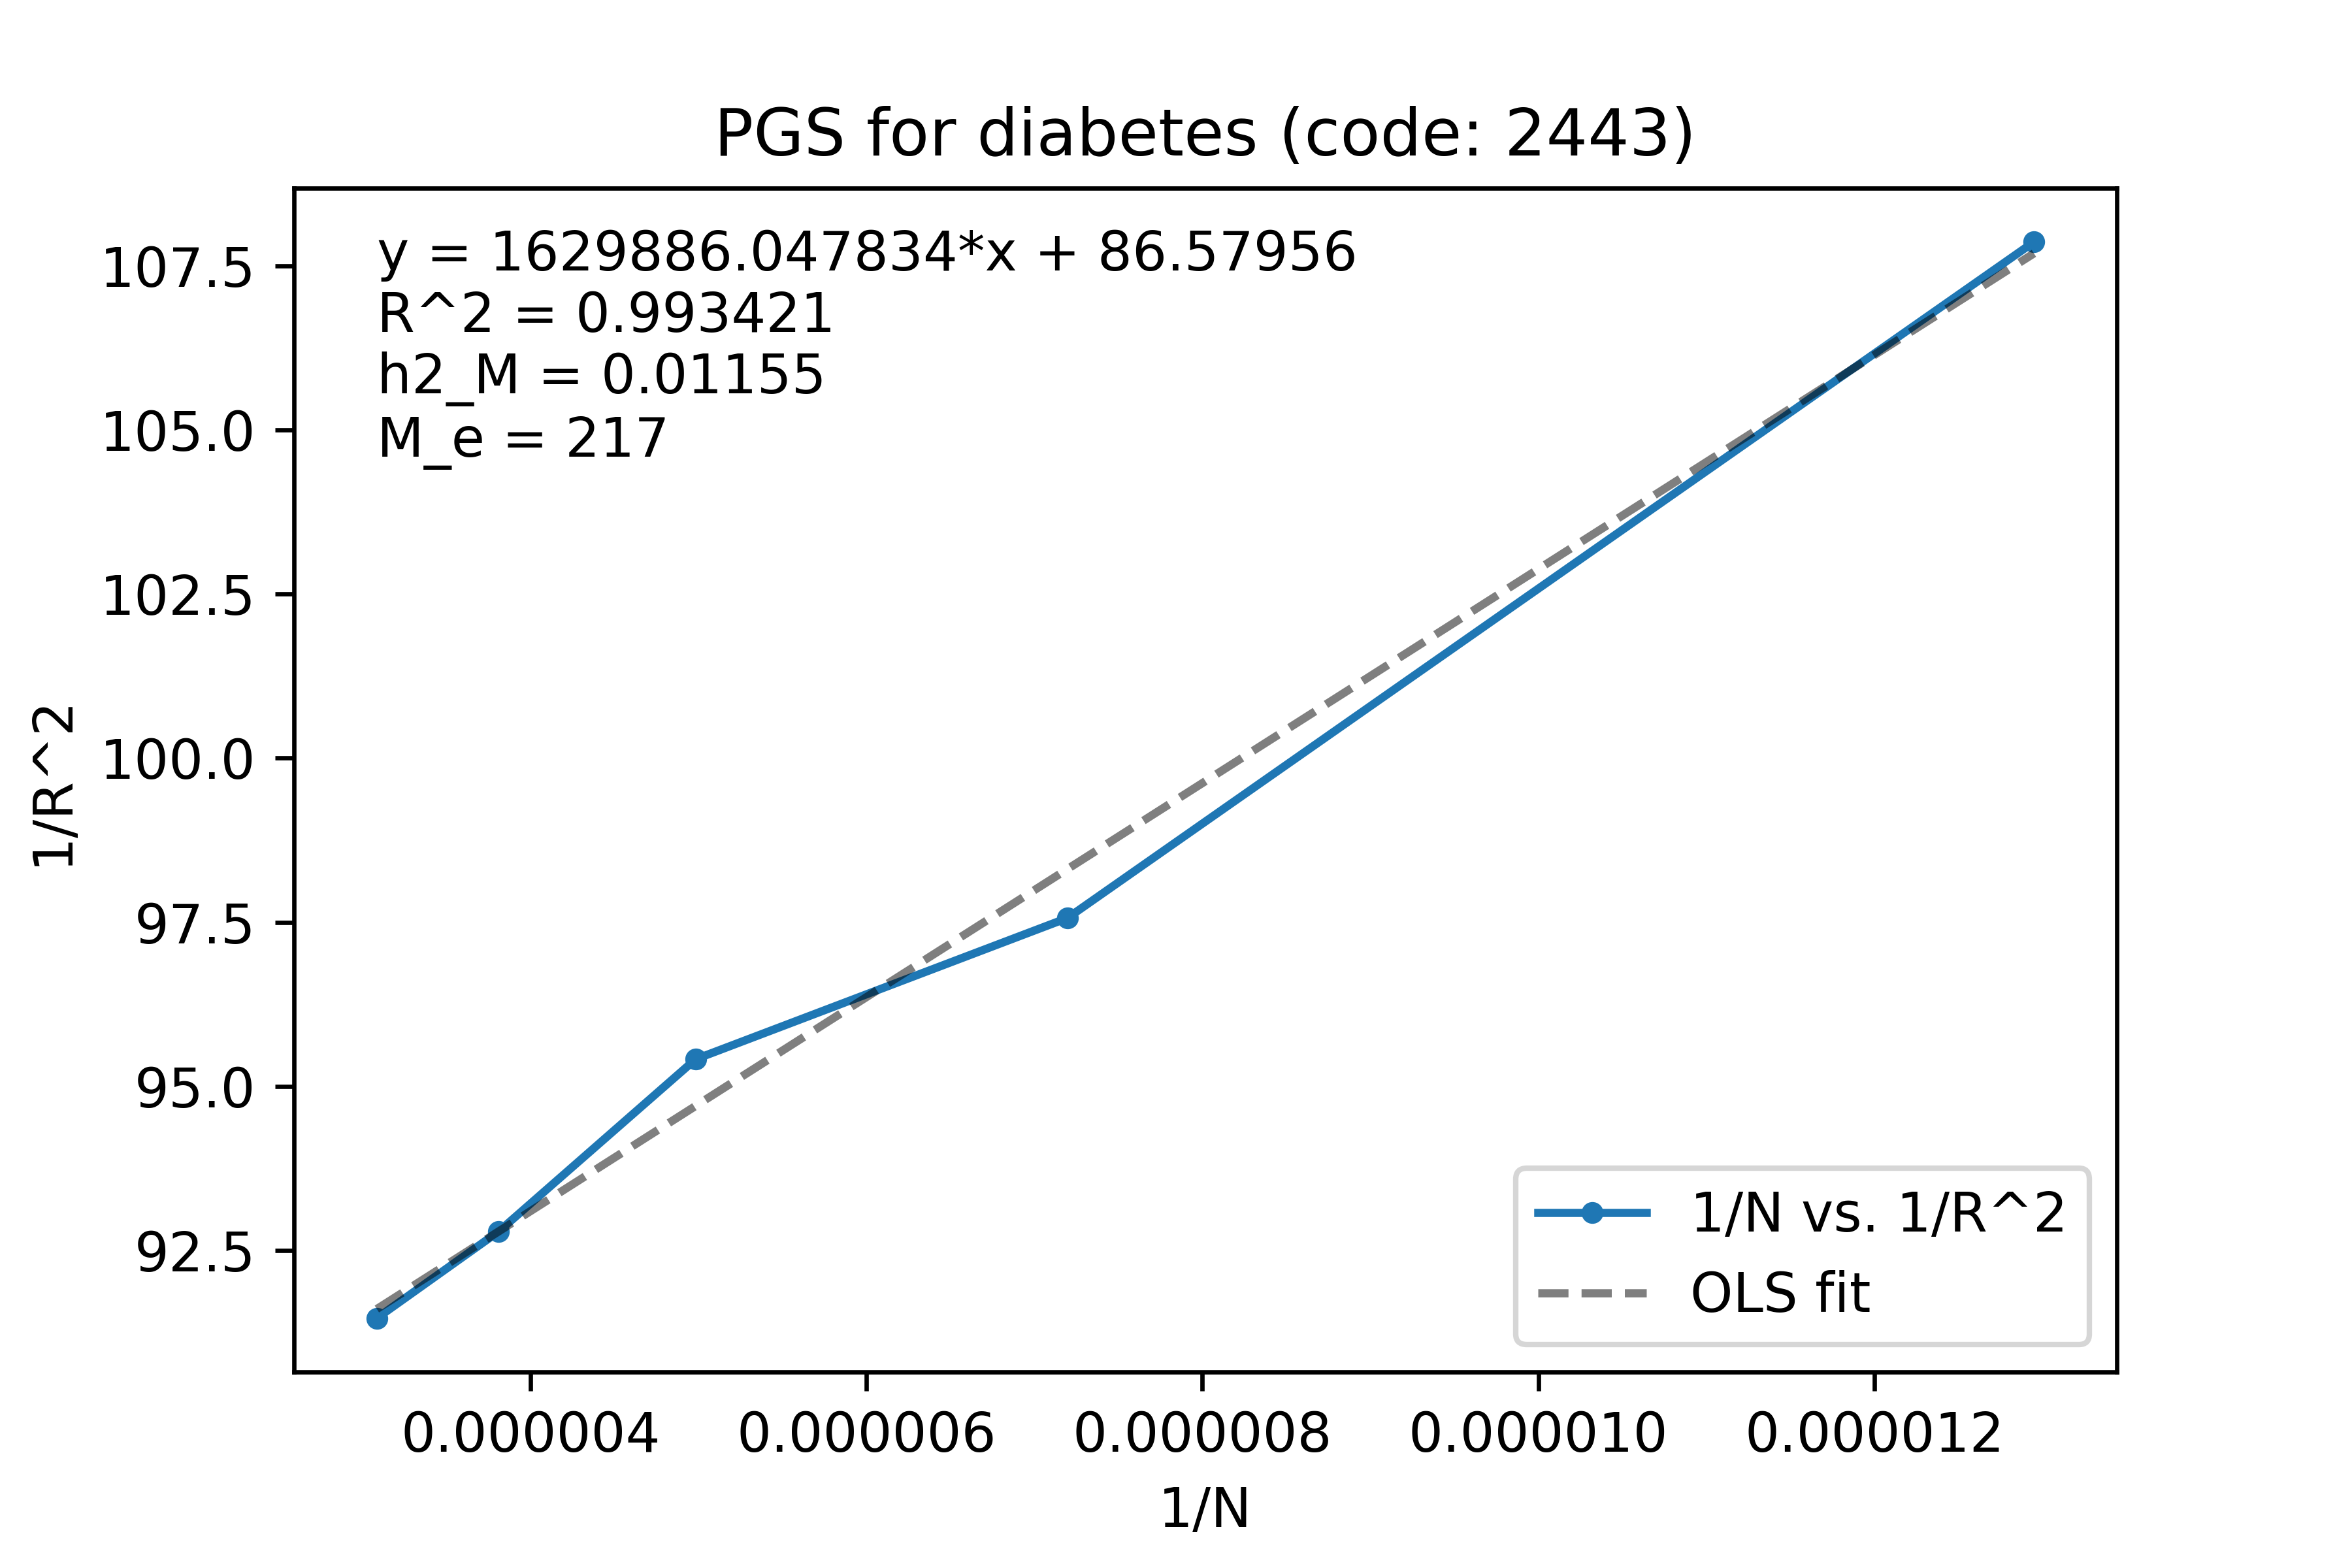 PGS for diabetes (code: 2443)
y = 1629886.047834*x + 86.57956
R^2 = 0.993421
h2_M = 0.01155
M_e = 217
107.5
105.0
102.5
100.0
97.5
95.0
92.5
1/R^2
1/N vs. 1/R^2
OLS fit
0.000004 0.000006 0.000008 0.000010 0.000012
1/N